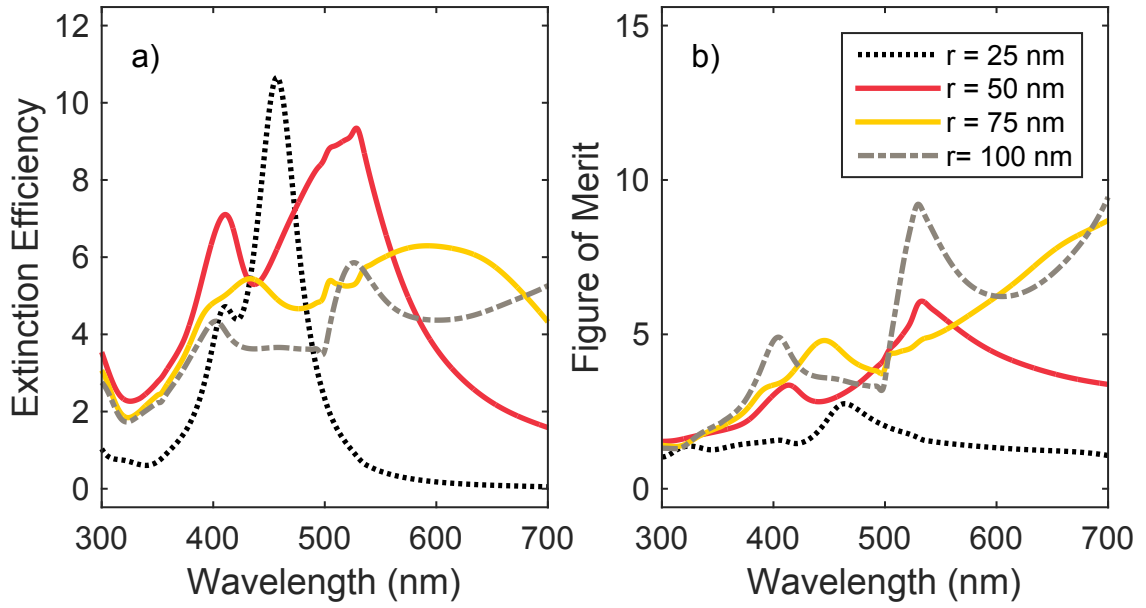 a)
Extinction Efficiency
12
10
8
6
4
2
0
300 400 500 600 700
Wavelength (nm)
b)
Figure of Merit
15
10
5
0
300 400 500 600 700
Wavelength (nm)
r = 25 nm
r = 50 nm
r = 75 nm
r= 100 nm